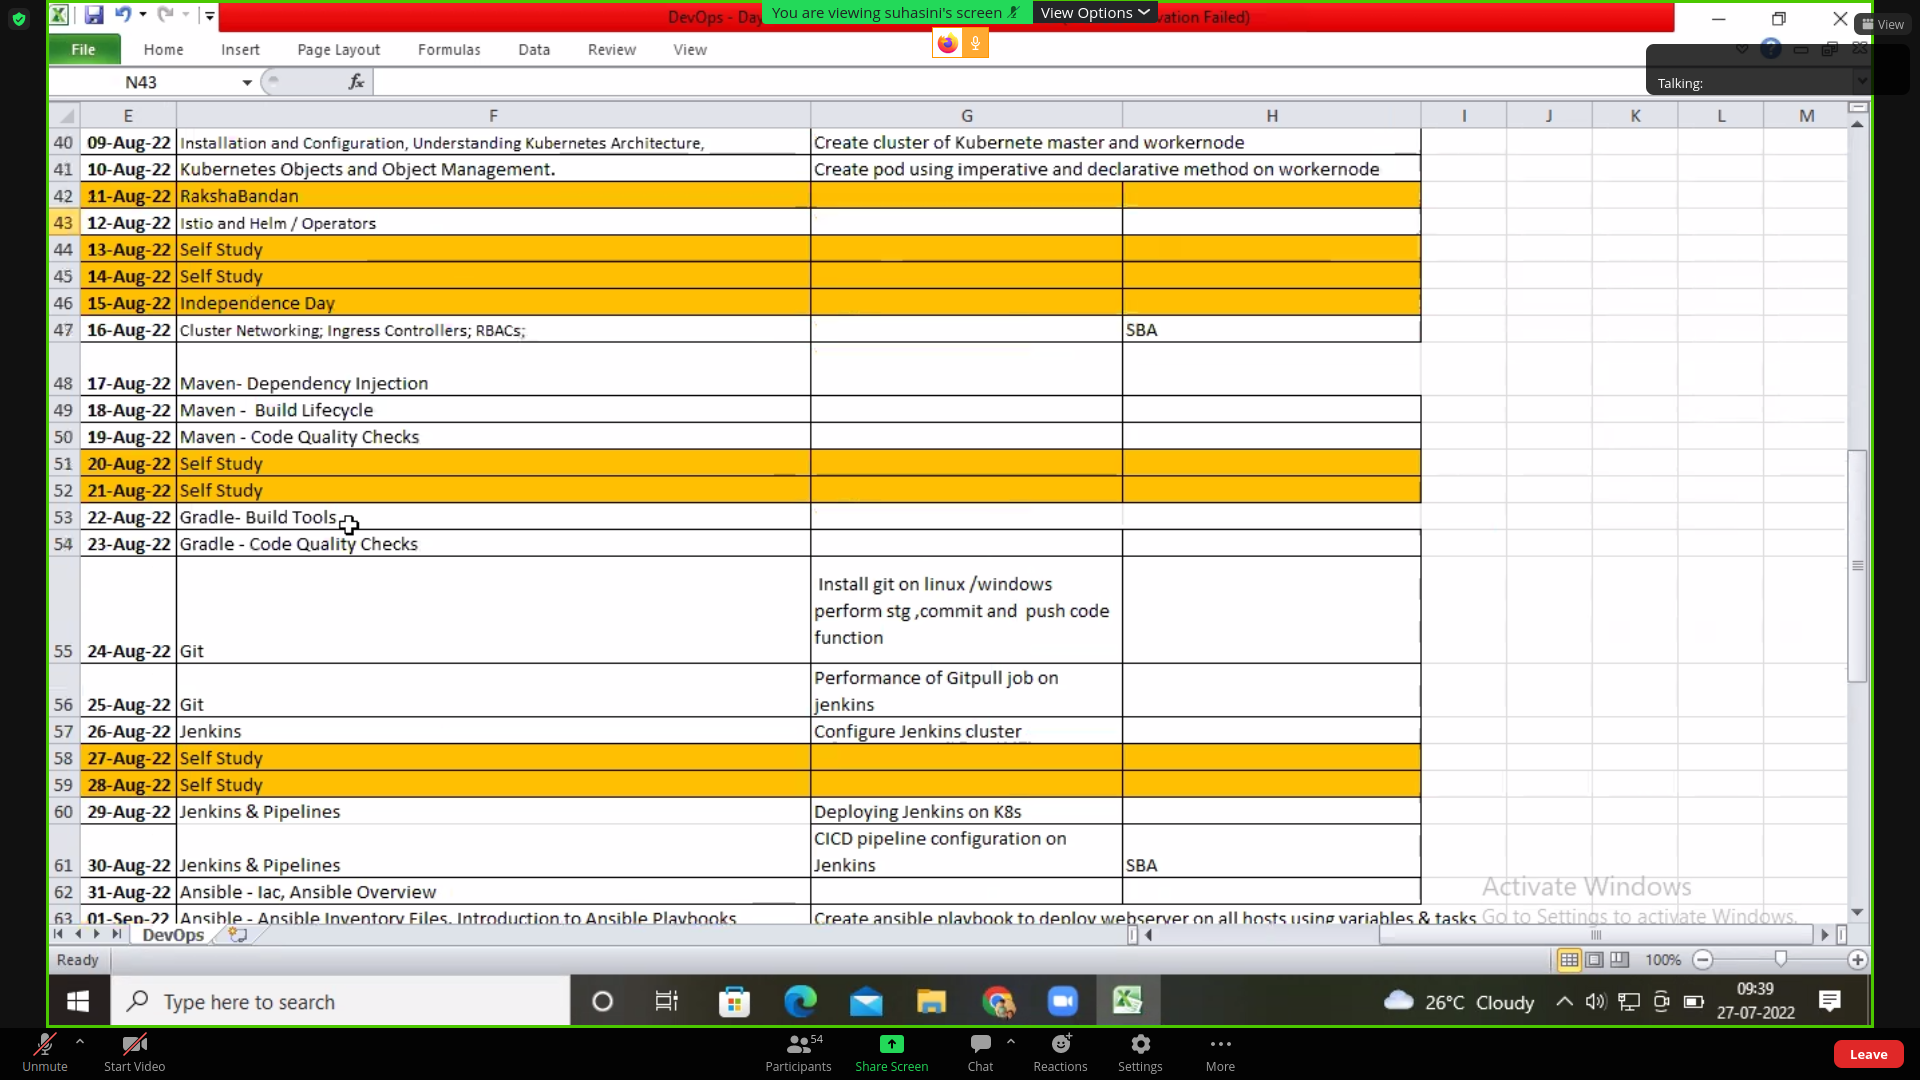 You are viewing suhasini's screen View Options
DevOps - Da
vation Failed)
View
File Home Insert Page Layout Formulas Data Review View
Talking:
N43 fx
E F G H I J K L M
40 09-Aug-22 Installation and Configuration, Understanding Kubernetes Architecture, Create cluster of Kubernete master and workernode
41 10-Aug-22 Kubernetes Objects and Object Management. Create pod using imperative and declarative method on workernode
42 11-Aug-22 RakshaBandan
43 12-Aug-22 Istio and Helm / Operators
44 13-Aug-22 Self Study
45 14-Aug-22 Self Study
46 15-Aug-22 Independence Day
47 16-Aug-22 Cluster Networking; Ingress Controllers; RBACs; SBA
48 17-Aug-22 Maven- Dependency Injection
49 18-Aug-22 Maven - Build Lifecycle
50 19-Aug-22 Maven - Code Quality Checks
51 20-Aug-22 Self Study
52 21-Aug-22 Self Study
53 22-Aug-22 Gradle- Build Tools
54 23-Aug-22 Gradle - Code Quality Checks
Install git on linux /windows
perform stg ,commit and push code
function
55 24-Aug-22 Git
Performance of Gitpull job on
56 25-Aug-22 Git jenkins
57 26-Aug-22 Jenkins Configure Jenkins cluster
58 27-Aug-22 Self Study
59 28-Aug-22 Self Study
60 29-Aug-22 Jenkins & Pipelines Deploying Jenkins on K8s
CICD pipeline configuration on
61 30-Aug-22 Jenkins & Pipelines Jenkins SBA
62 31-Aug-22 Ansible - Iac, Ansible Overview
63 01-Sep-22 Ansible - Ansible Inventory Files, Introduction to Ansible Playbooks Create ansible playbook to deploy webserver on all hosts using variables & tasks
Activate Windows
Go to Settings to activate Windows.
DevOps
Ready 100%
Type here to search 26°C Cloudy 09:39
27-07-2022
Unmute Start Video Participants 54 Share Screen Chat Reactions Settings More Leave